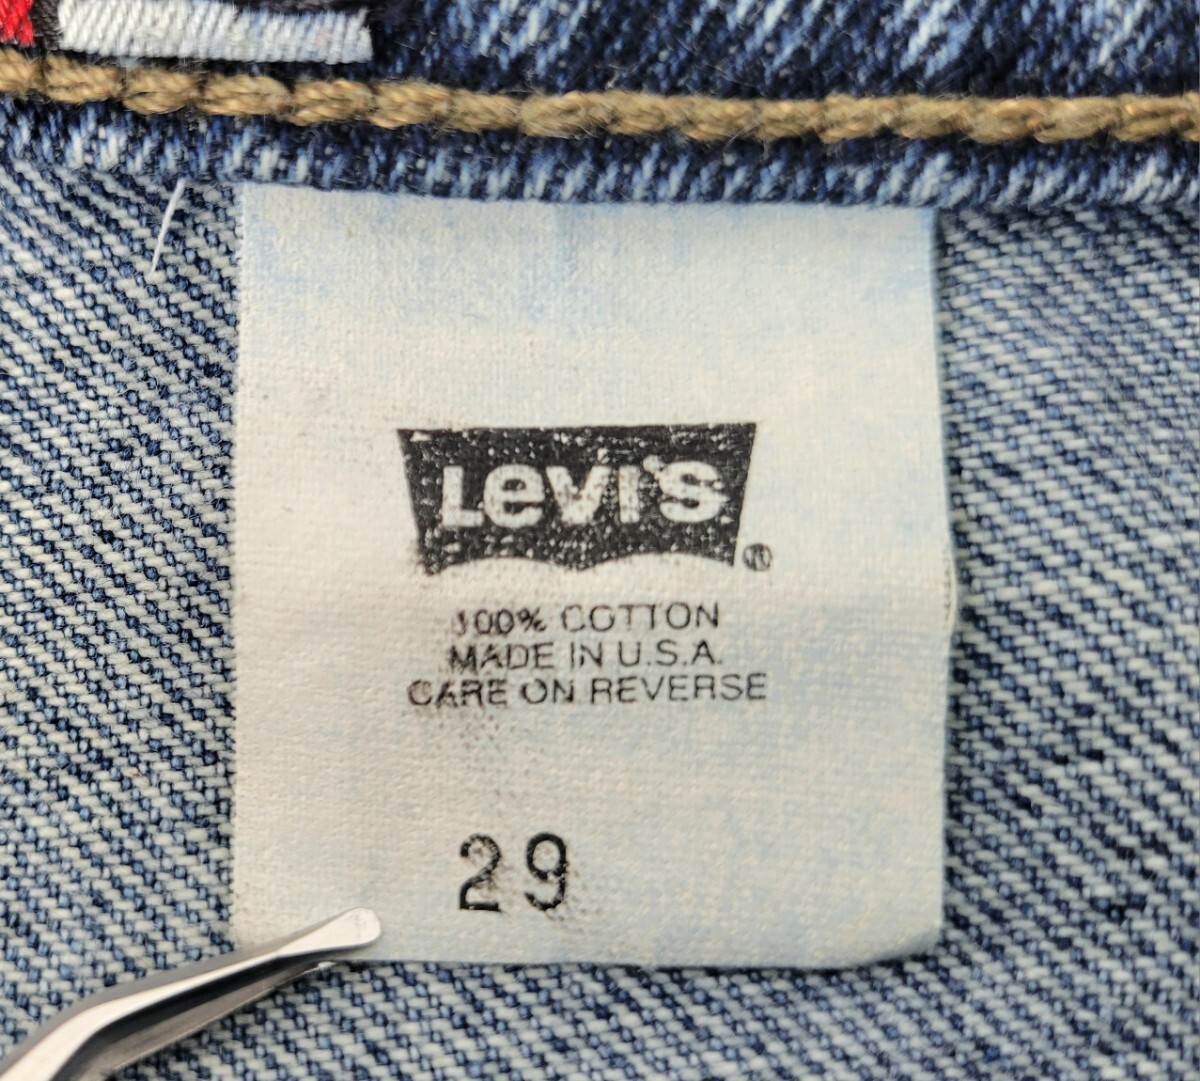 Levi's ®
100% COTTON
MADE IN U.S.A.
CARE ON REVERSE
29